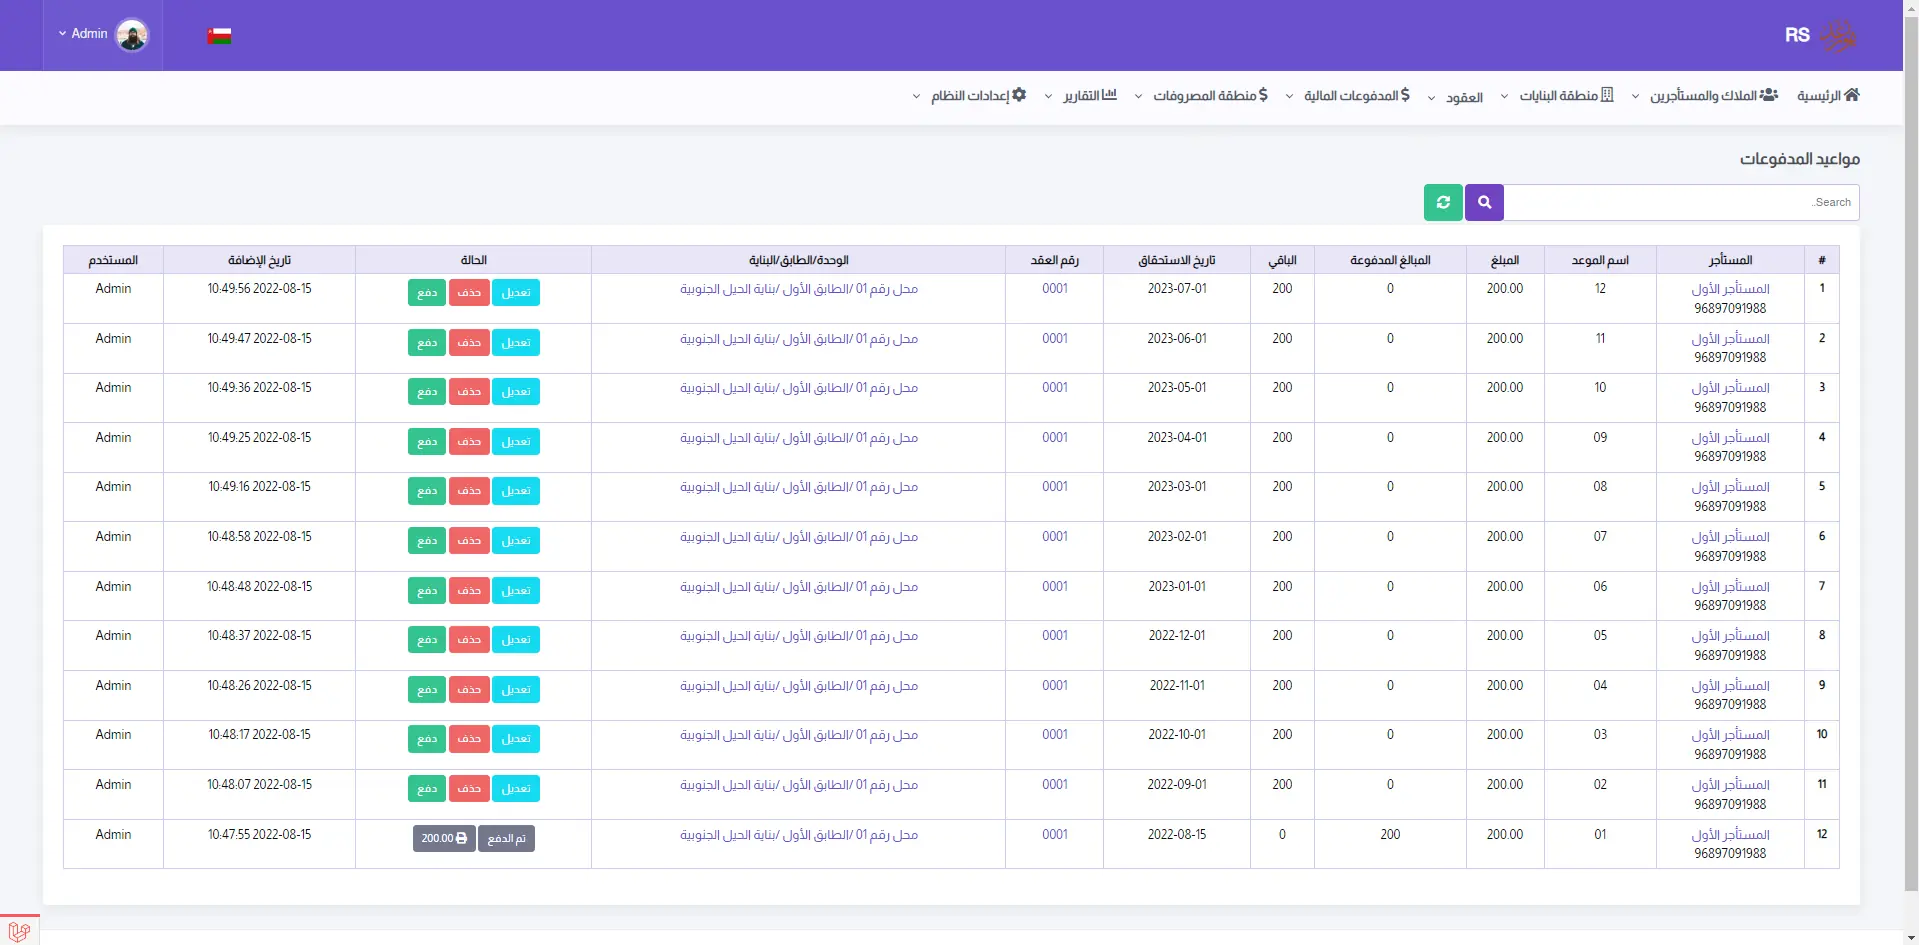 RS
Admin
الرئيسية
الملاك والمستأجرين
منطقة البنايات
العقود
المدفوعات المالية
منطقة المصروفات
التقارير
إعدادات النظام
مواعيد المدفوعات
Search..
# المستأجر اسم الموعد المبلغ المبالغ المدفوعة الباقي تاريخ الاستحقاق رقم العقد الوحدة/الطابق/البناية الحالة تاريخ الإضافة المستخدم
1 المستأجر الأول 12 200.00 0 200 2023-07-01 0001 محل رقم 01 /الطابق الأول /بناية الحيل الجنوبية تعديل حذف دفع 2022-08-15 10:49:56 Admin
96897091988
2 المستأجر الأول 11 200.00 0 200 2023-06-01 0001 محل رقم 01 /الطابق الأول /بناية الحيل الجنوبية تعديل حذف دفع 2022-08-15 10:49:47 Admin
96897091988
3 المستأجر الأول 10 200.00 0 200 2023-05-01 0001 محل رقم 01 /الطابق الأول /بناية الحيل الجنوبية تعديل حذف دفع 2022-08-15 10:49:36 Admin
96897091988
4 المستأجر الأول 09 200.00 0 200 2023-04-01 0001 محل رقم 01 /الطابق الأول /بناية الحيل الجنوبية تعديل حذف دفع 2022-08-15 10:49:25 Admin
96897091988
5 المستأجر الأول 08 200.00 0 200 2023-03-01 0001 محل رقم 01 /الطابق الأول /بناية الحيل الجنوبية تعديل حذف دفع 2022-08-15 10:49:16 Admin
96897091988
6 المستأجر الأول 07 200.00 0 200 2023-02-01 0001 محل رقم 01 /الطابق الأول /بناية الحيل الجنوبية تعديل حذف دفع 2022-08-15 10:48:58 Admin
96897091988
7 المستأجر الأول 06 200.00 0 200 2023-01-01 0001 محل رقم 01 /الطابق الأول /بناية الحيل الجنوبية تعديل حذف دفع 2022-08-15 10:48:48 Admin
96897091988
8 المستأجر الأول 05 200.00 0 200 2022-12-01 0001 محل رقم 01 /الطابق الأول /بناية الحيل الجنوبية تعديل حذف دفع 2022-08-15 10:48:37 Admin
96897091988
9 المستأجر الأول 04 200.00 0 200 2022-11-01 0001 محل رقم 01 /الطابق الأول /بناية الحيل الجنوبية تعديل حذف دفع 2022-08-15 10:48:26 Admin
96897091988
10 المستأجر الأول 03 200.00 0 200 2022-10-01 0001 محل رقم 01 /الطابق الأول /بناية الحيل الجنوبية تعديل حذف دفع 2022-08-15 10:48:17 Admin
96897091988
11 المستأجر الأول 02 200.00 0 200 2022-09-01 0001 محل رقم 01 /الطابق الأول /بناية الحيل الجنوبية تعديل حذف دفع 2022-08-15 10:48:07 Admin
96897091988
12 المستأجر الأول 01 200.00 200 0 2022-08-15 0001 محل رقم 01 /الطابق الأول /بناية الحيل الجنوبية تم الدفع 200.00 2022-08-15 10:47:55 Admin
96897091988